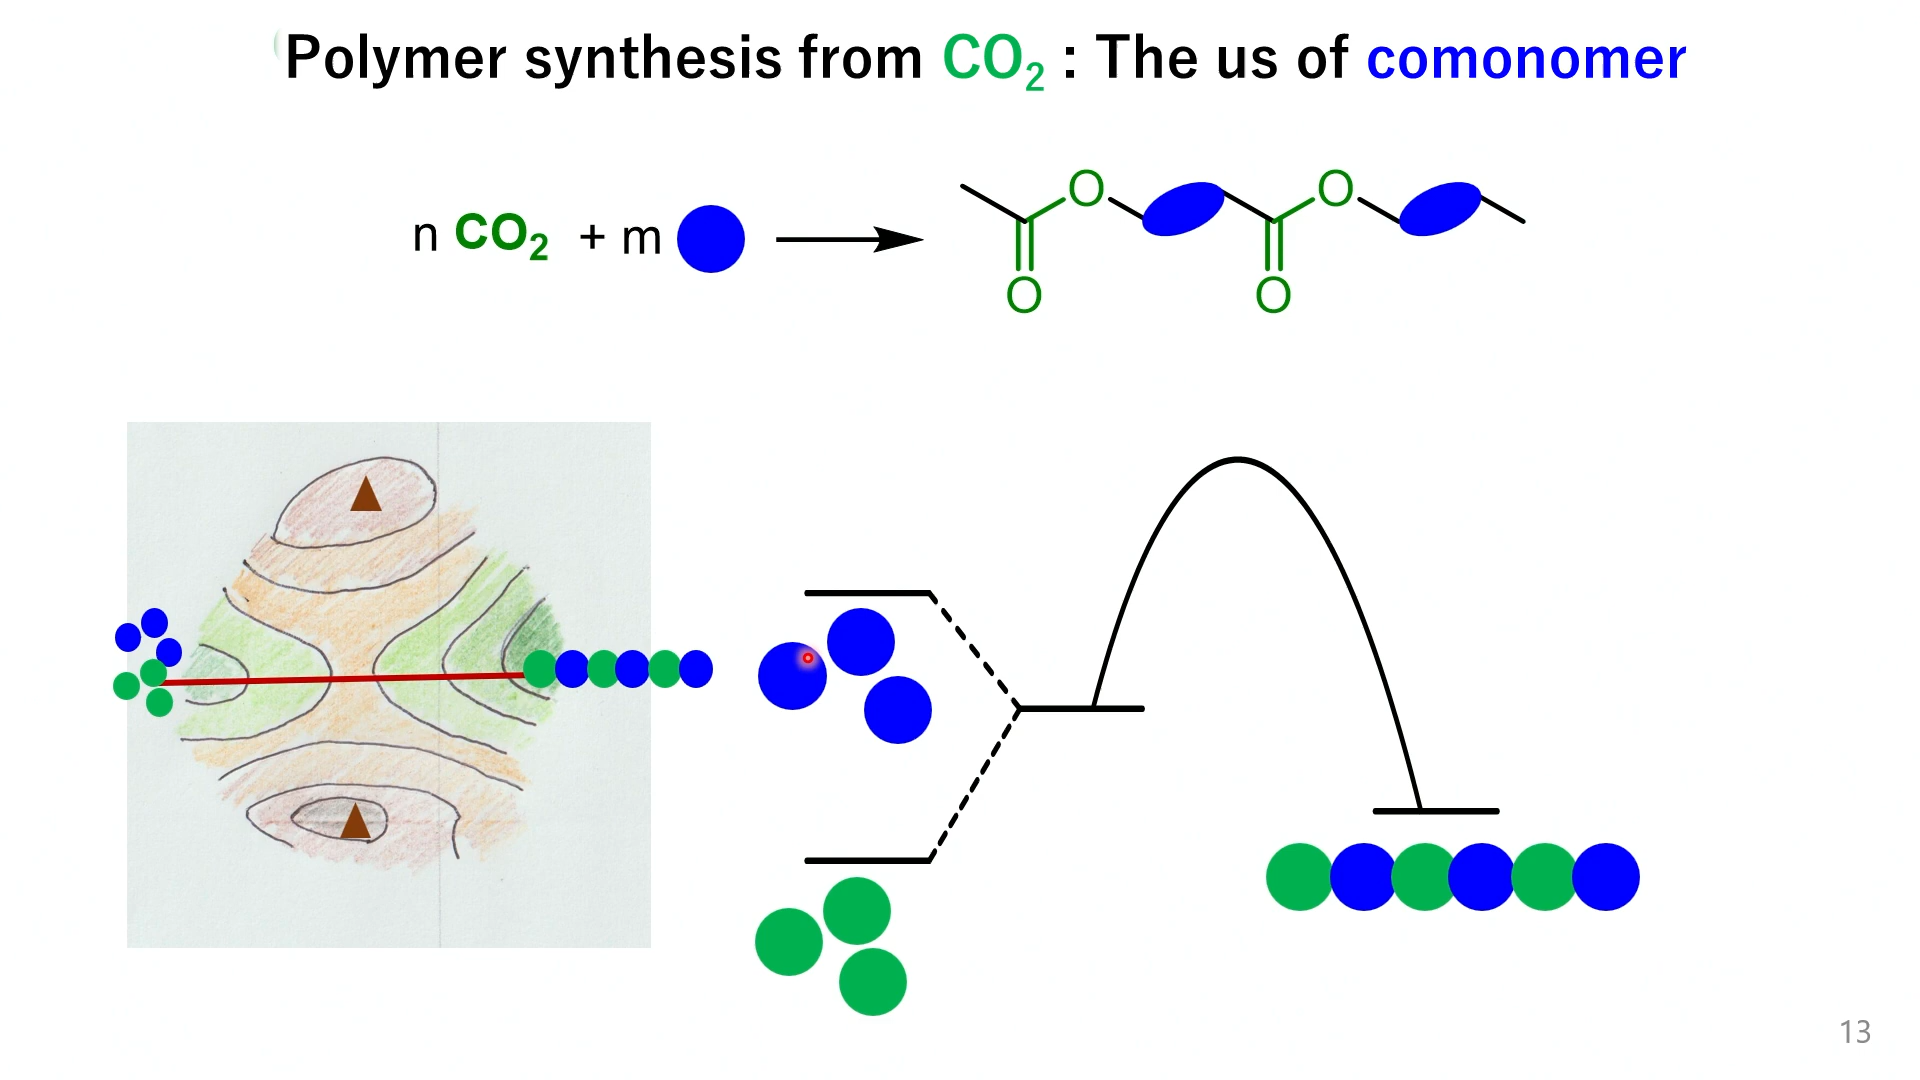 Polymer synthesis from CO₂ : The us of comonomer
n CO₂ + m
O O
O O
13